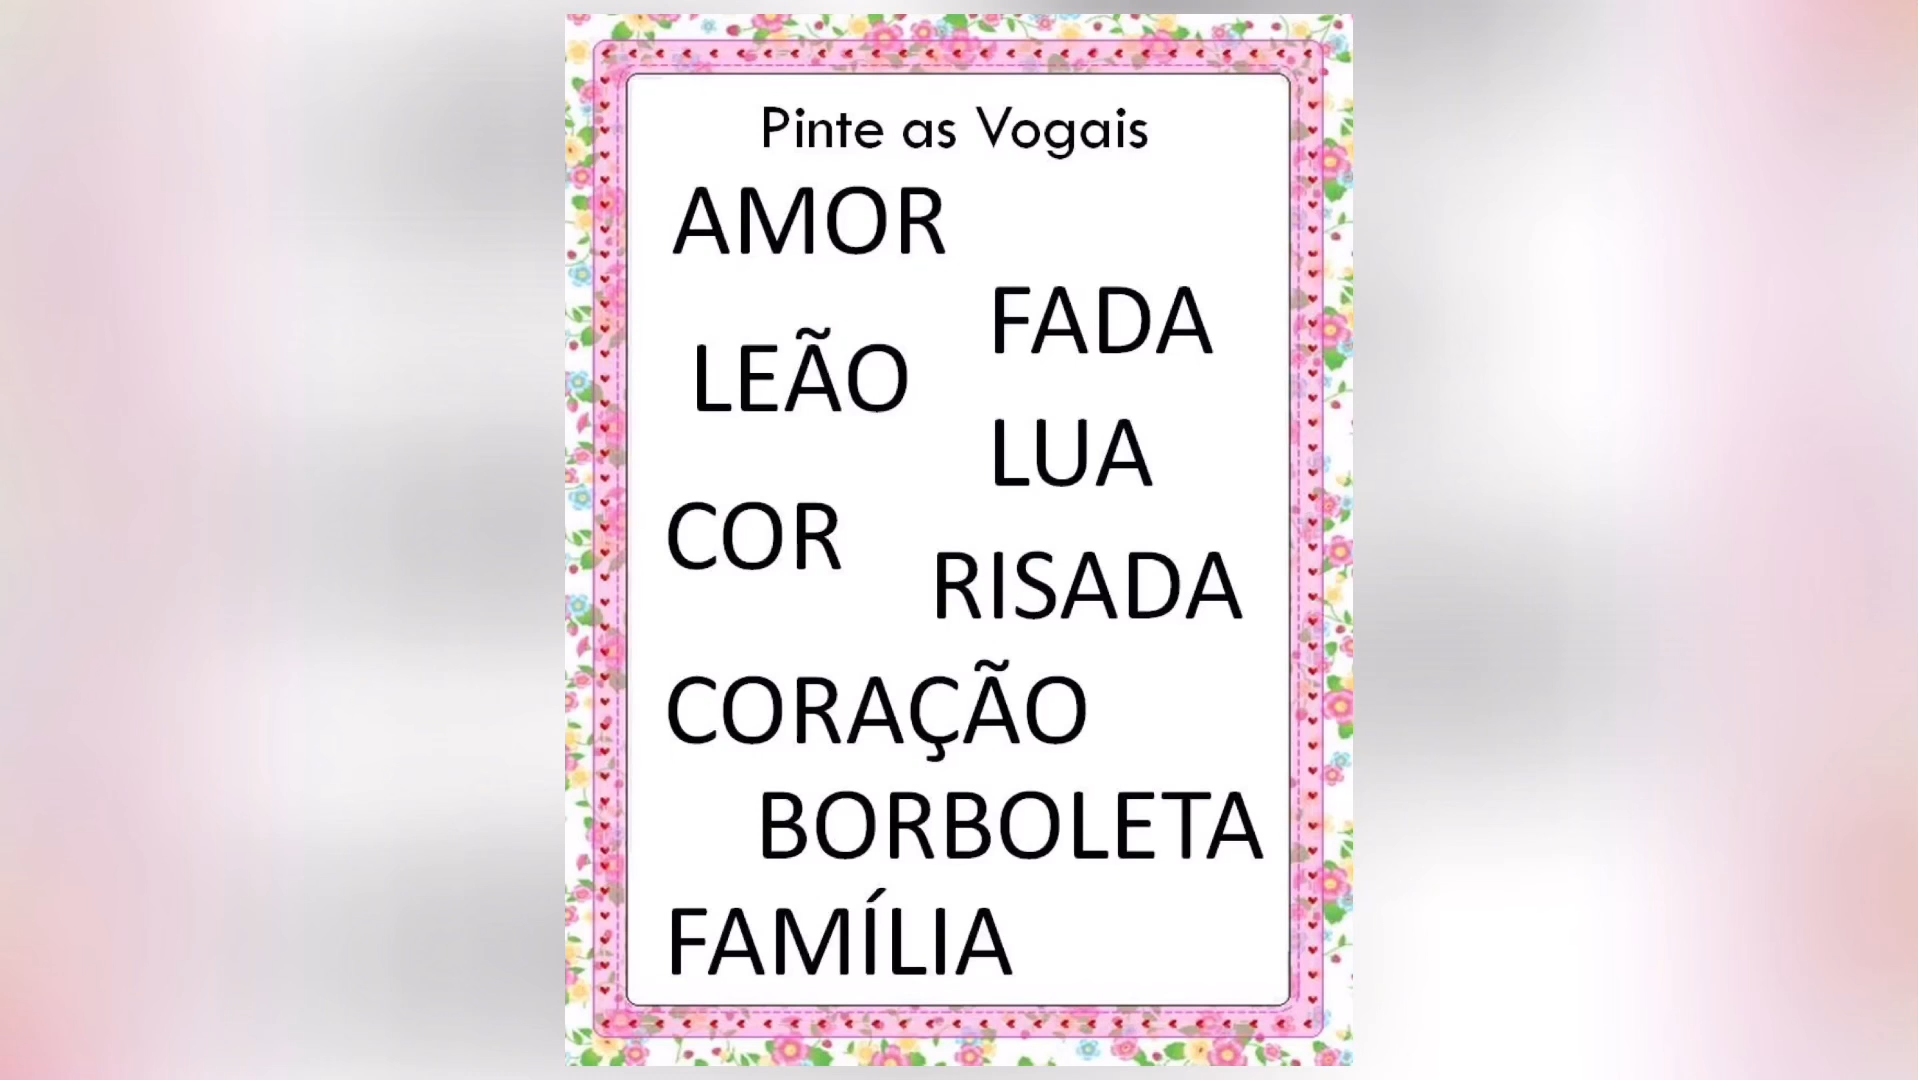 Pinte as Vogais
AMOR
FADA
LEÃO
LUA
COR
RISADA
CORAÇÃO
BORBOLETA
FAMÍLIA